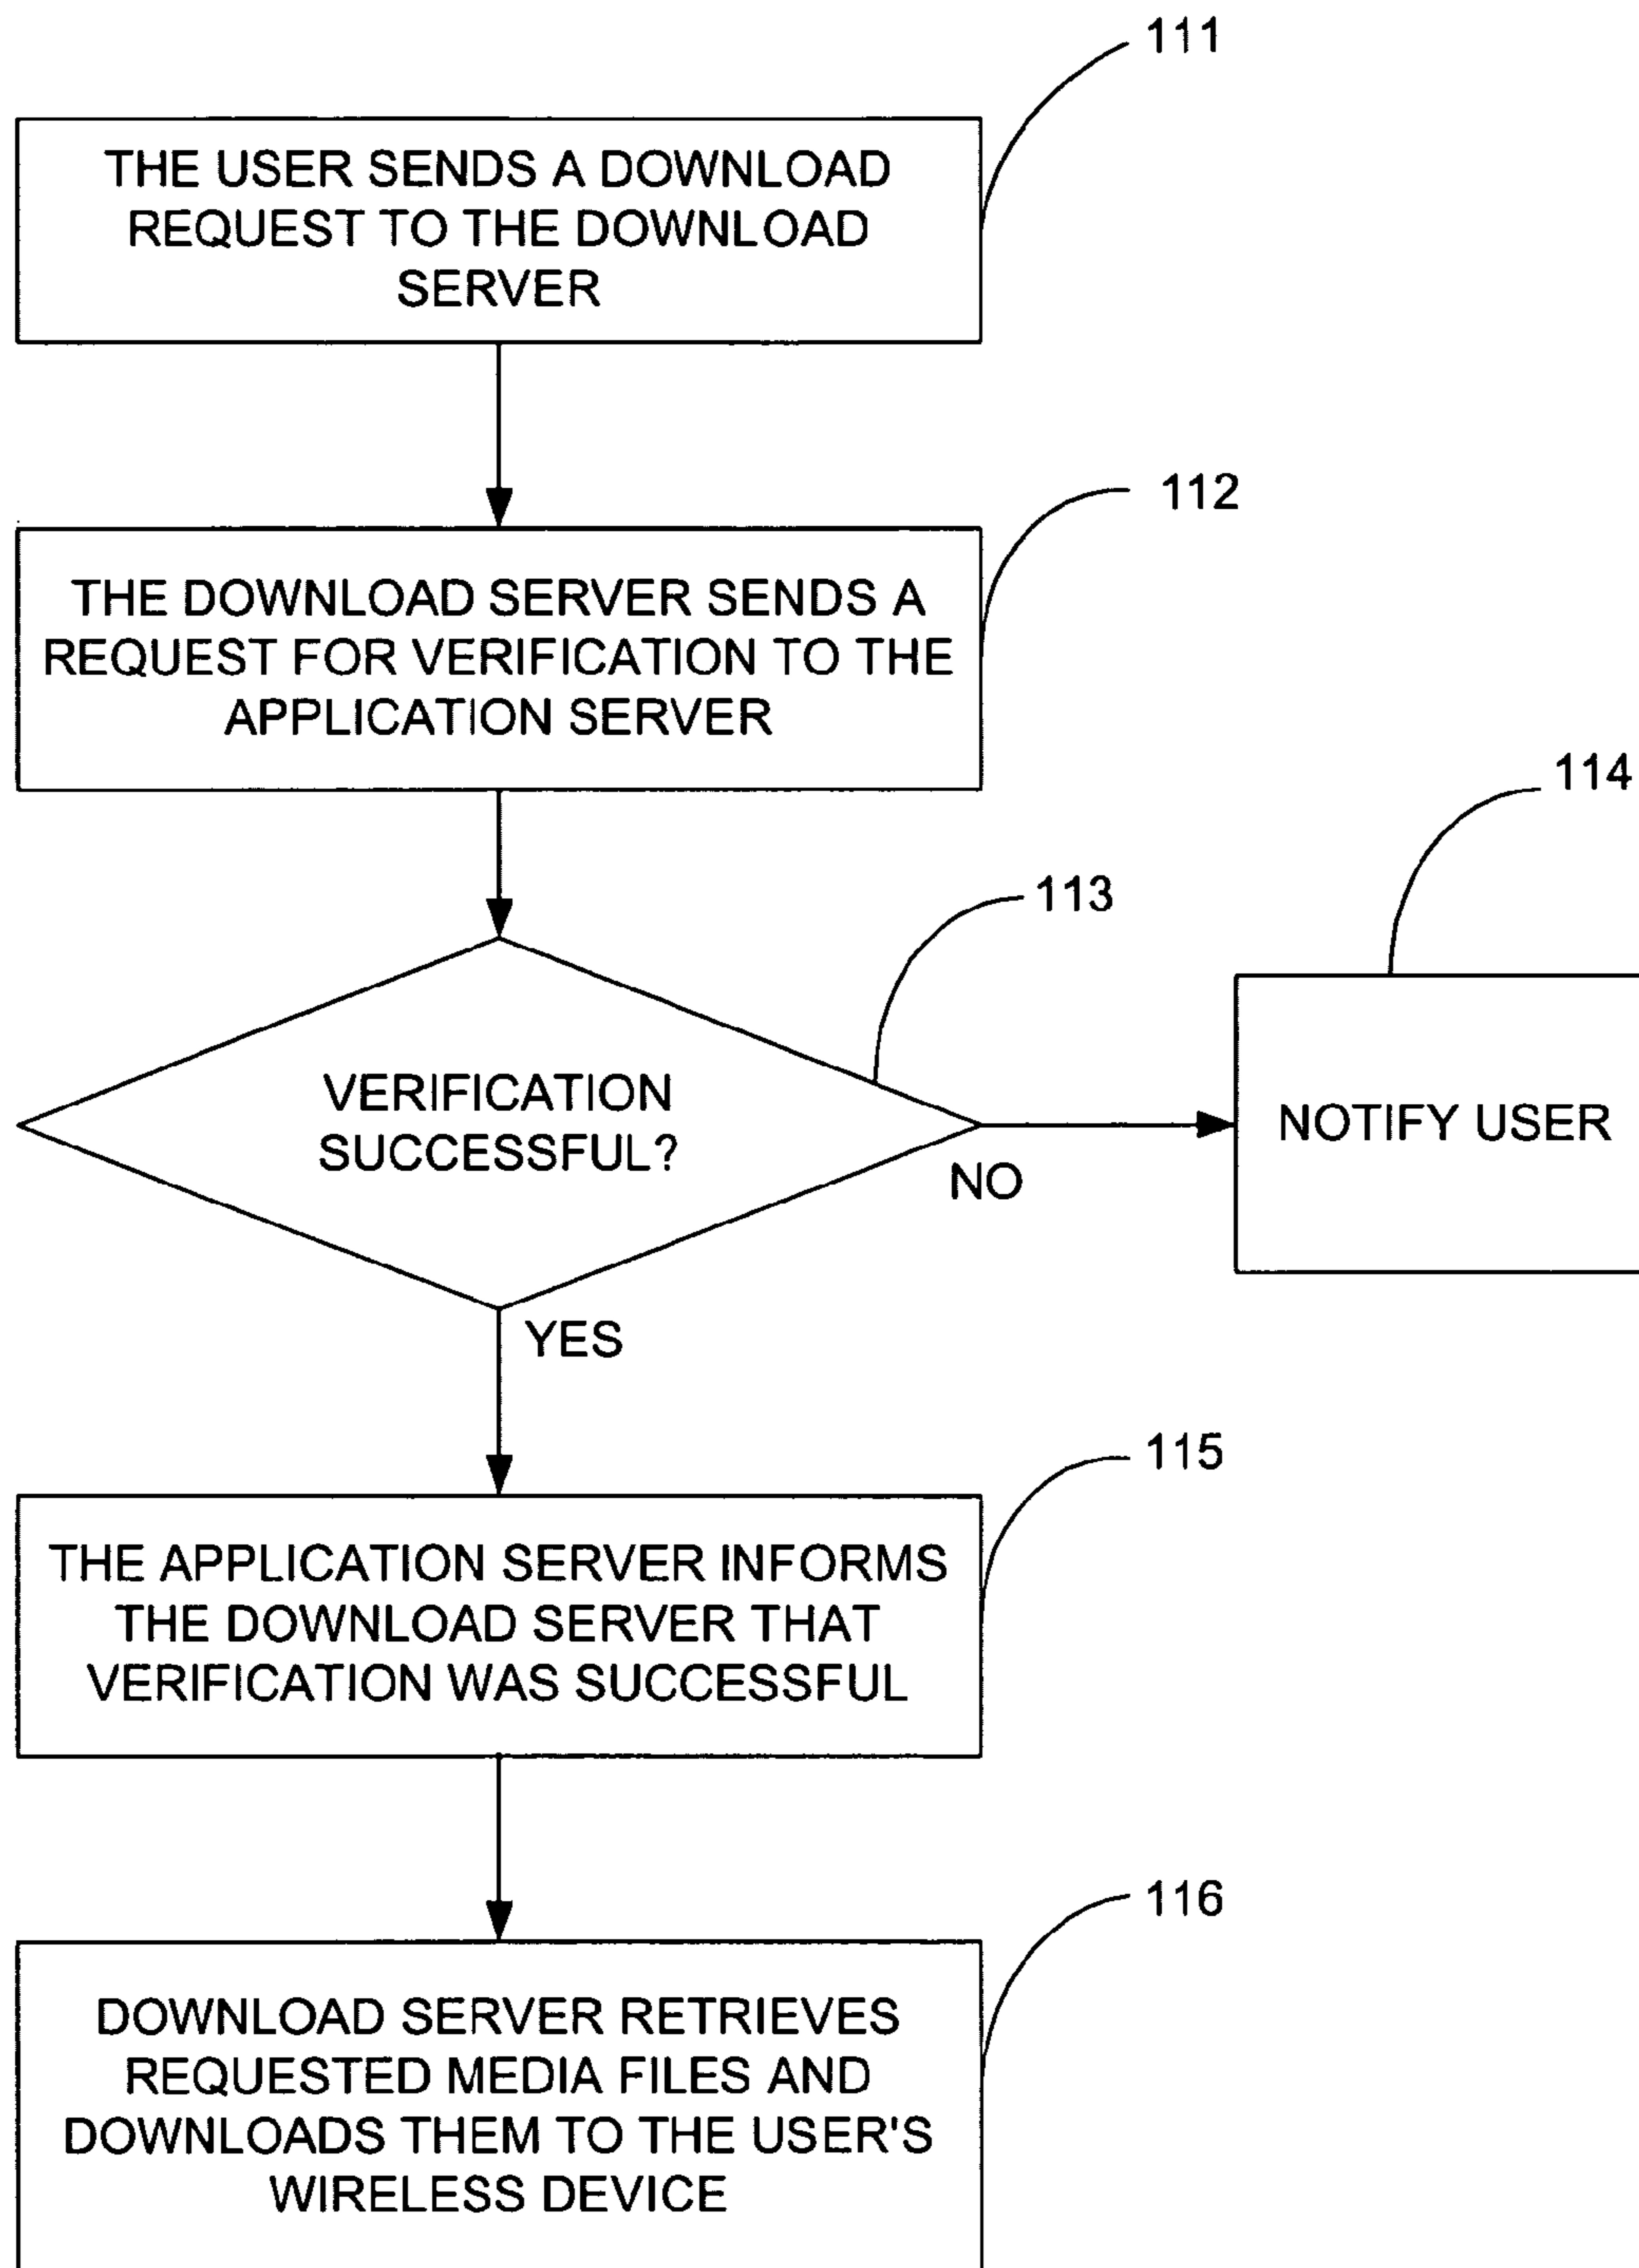 111
THE USER SENDS A DOWNLOAD
REQUEST TO THE DOWNLOAD
SERVER
112
THE DOWNLOAD SERVER SENDS A
REQUEST FOR VERIFICATION TO THE
APPLICATION SERVER
113
VERIFICATION
SUCCESSFUL?
114
NOTIFY USER
NO
YES
115
THE APPLICATION SERVER INFORMS
THE DOWNLOAD SERVER THAT
VERIFICATION WAS SUCCESSFUL
116
DOWNLOAD SERVER RETRIEVES
REQUESTED MEDIA FILES AND
DOWNLOADS THEM TO THE USER'S
WIRELESS DEVICE